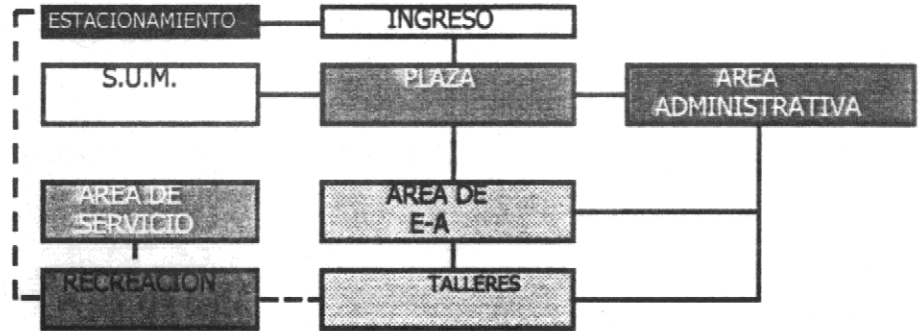 ESTACIONAMIENTO
INGRESO
S.U.M.
PLAZA
AREA
ADMINISTRATIVA
AREA DE
SERVICIO
AREA DE
E-A
RECREACION
TALLERES